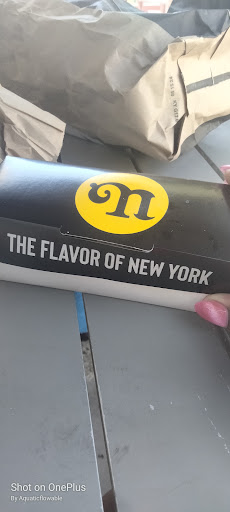 n
THE FLAVOR OF NEW YORK
Shot on OnePlus
By Aquaticflowable